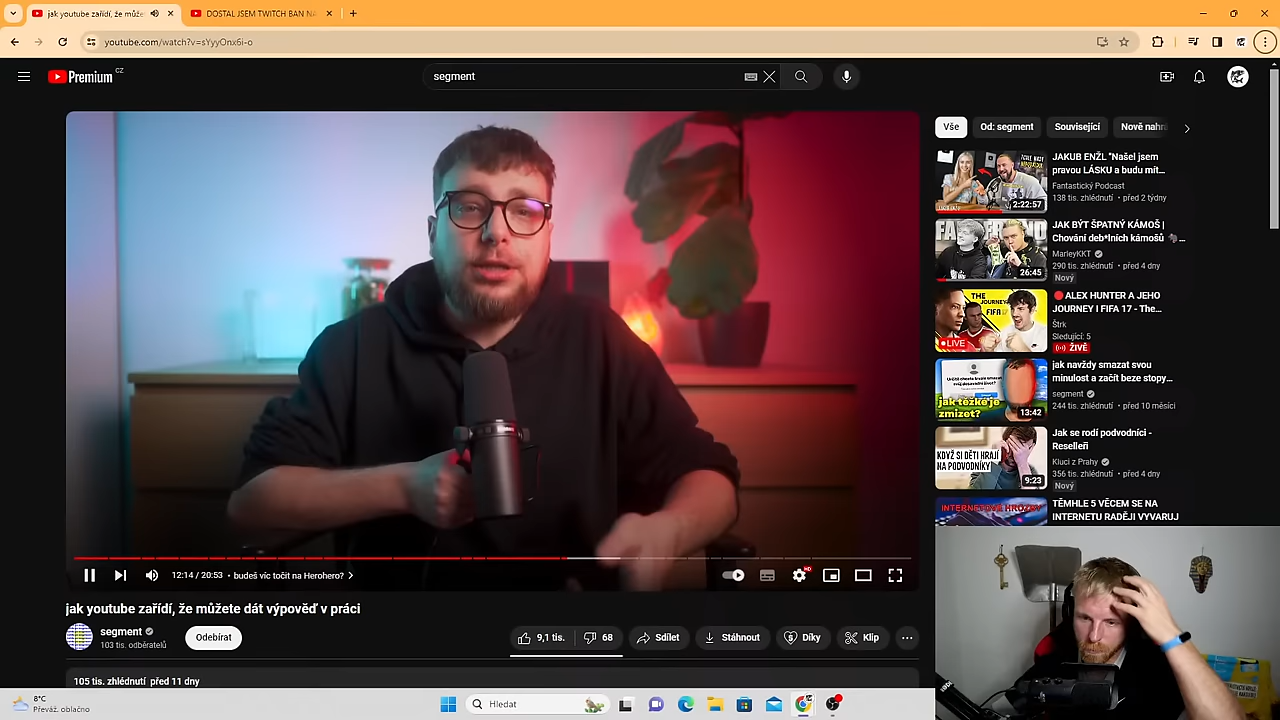 jak youtube zařídí, že může
DOSTAL JSEM TWITCH BAN N
youtube.com/watch?v=sYyyOnx6i-o
Premium CZ
segment
Vše
Od: segment
Související
Nově nahrá
JAKUB ENŽL "Našel jsem
pravou LÁSKU a budu mít...
Fantastický Podcast
138 tis. zhlédnutí • před 2 týdny
2:22:57
JAK BÝT ŠPATNÝ KÁMOŠ |
Chování deb*lních kámošů
MarleyKKT
290 tis. zhlédnutí • před 4 dny
Nový
26:45
ALEX HUNTER A JEHO
JOURNEY I FIFA 17 - The...
Štrk
Sledující: 5
ŽIVĚ
THE
JOURNEY
FIFA 17
LIVE
jak navždy smazat svou
minulost a začít beze stopy...
segment
244 tis. zhlédnutí • před 10 měsíci
jak těžké je
zmizet?
13:42
Jak se rodí podvodníci -
Reselleři
Kluci z Prahy
356 tis. zhlédnutí • před 4 dny
Nový
KDYŽ SI DĚTI HRAJÍ
NA PODVODNÍKY
9:23
TĚMHLE 5 VĚCEM SE NA
INTERNETU RADĚJI VYVARUJ
INTERNETOVÉ HROZBY
12:14 / 20:53 • budeš víc točit na Herohero?
HD
jak youtube zařídí, že můžete dát výpověď v práci
segment
103 tis. odběratelů
Odebírat
9,1 tis.
68
Sdílet
Stáhnout
Díky
Klip
105 tis. zhlédnutí před 11 dny
8°C
Převáž. oblačno
Hledat